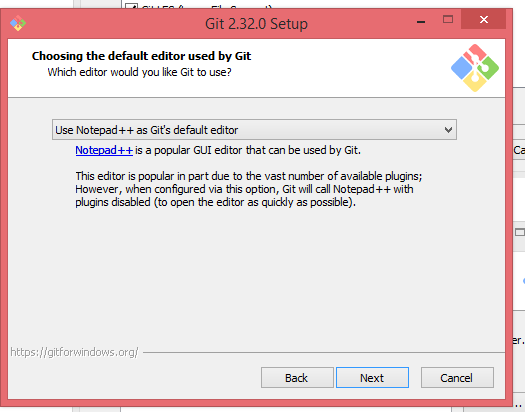 Git 2.32.0 Setup
Choosing the default editor used by Git
Which editor would you like Git to use?
Use Notepad++ as Git's default editor
Notepad++ is a popular GUI editor that can be used by Git.
This editor is popular in part due to the vast number of available plugins;
However, when configured via this option, Git will call Notepad++ with
plugins disabled (to open the editor as quickly as possible).
https://gitforwindows.org/
Back
Next
Cancel
Ca
er.